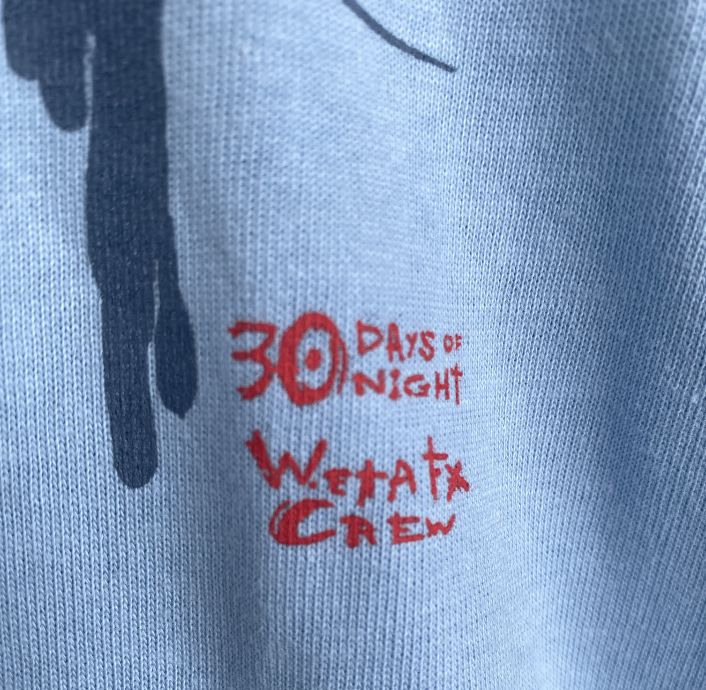 30 DAYS OF
NIGHT
WETA FX
CREW